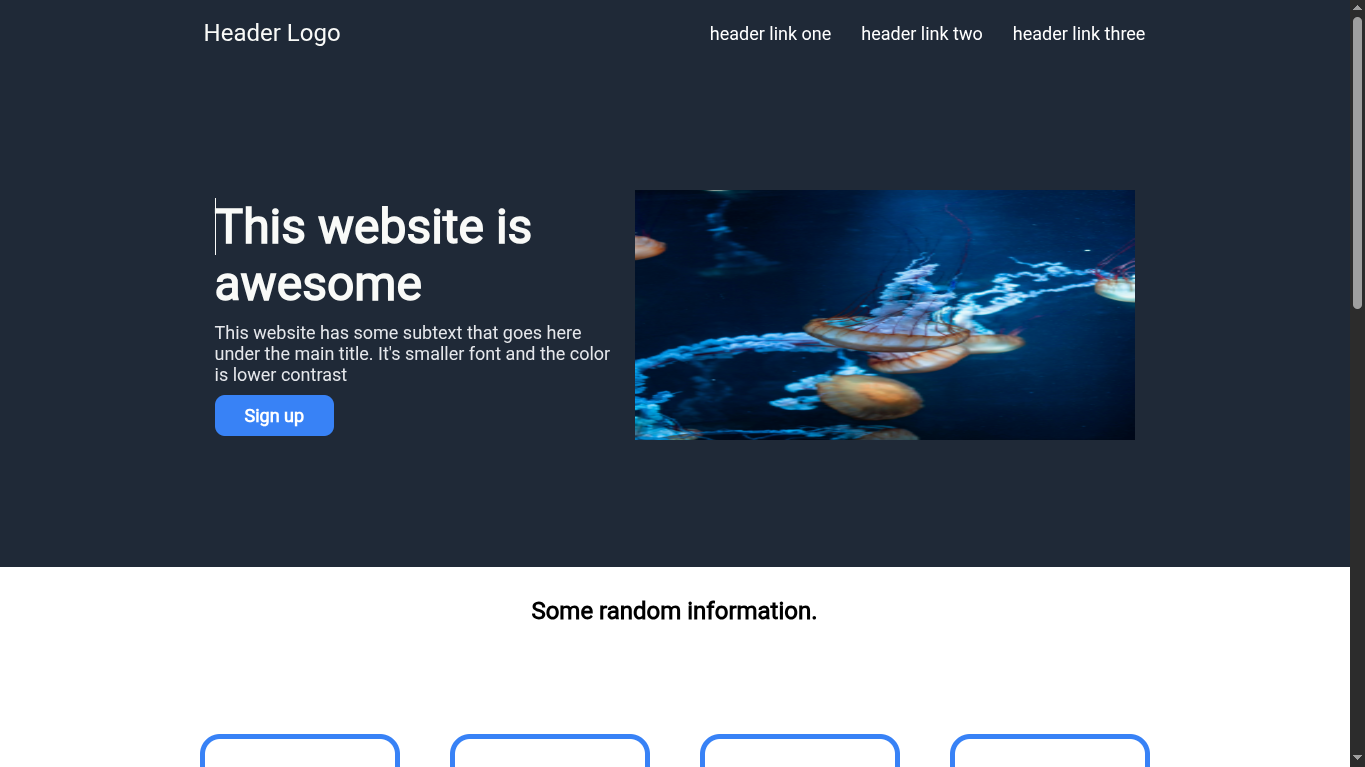 Header Logo
header link one
header link two
header link three
This website is
awesome
This website has some subtext that goes here
under the main title. It's smaller font and the color
is lower contrast
Sign up
Some random information.